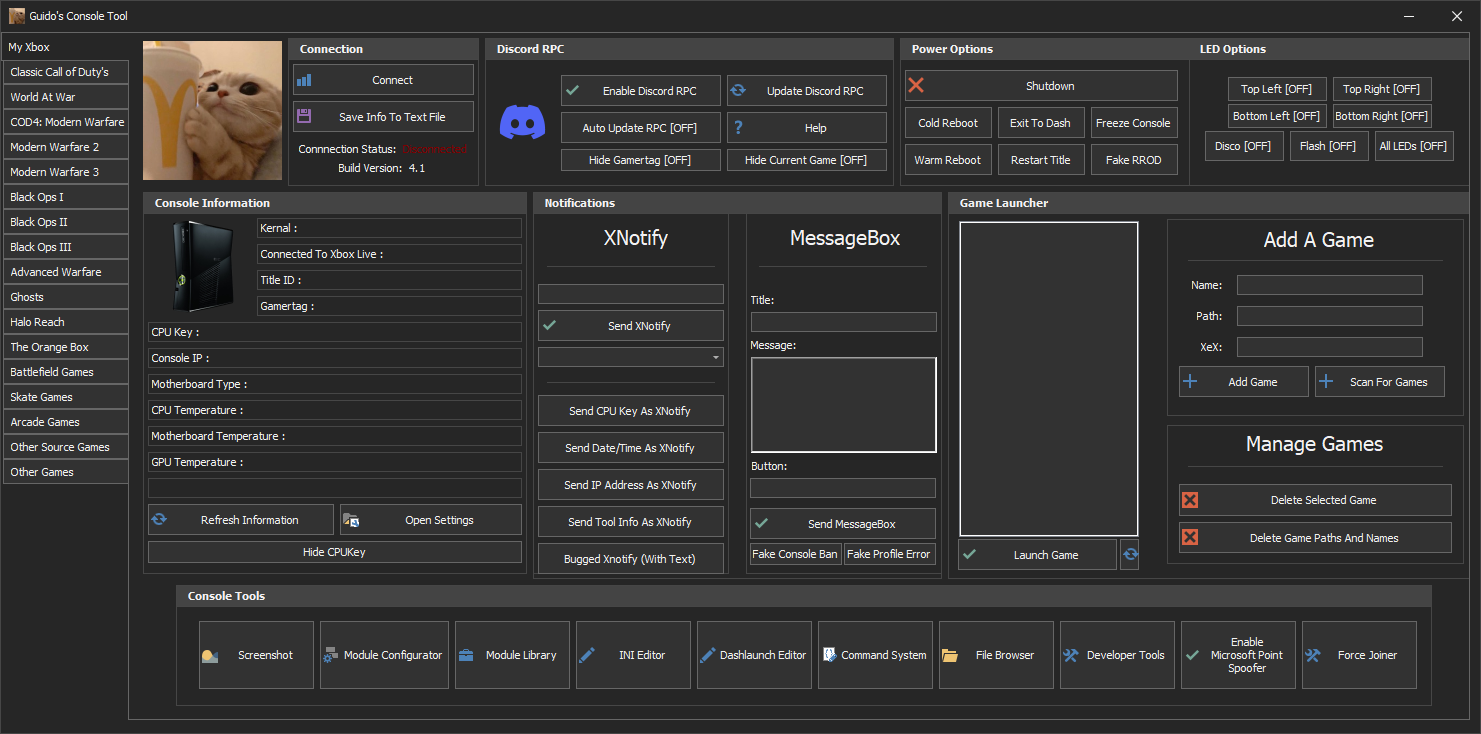 Guido's Console Tool
My Xbox
Classic Call of Duty's
World At War
COD4: Modern Warfare
Modern Warfare 2
Modern Warfare 3
Black Ops I
Black Ops II
Black Ops III
Advanced Warfare
Ghosts
Halo Reach
The Orange Box
Battlefield Games
Skate Games
Arcade Games
Other Source Games
Other Games
Connection
Connect
Save Info To Text File
Connnection Status: Disconnected
Build Version: 4.1
Discord RPC
Enable Discord RPC
Update Discord RPC
Auto Update RPC [OFF]
Help
Hide Gamertag [OFF]
Hide Current Game [OFF]
Power Options
Shutdown
Cold Reboot
Exit To Dash
Freeze Console
Warm Reboot
Restart Title
Fake RROD
LED Options
Top Left [OFF]
Top Right [OFF]
Bottom Left [OFF]
Bottom Right [OFF]
Disco [OFF]
Flash [OFF]
All LEDs [OFF]
Console Information
Kernal :
Connected To Xbox Live :
Title ID :
Gamertag :
CPU Key :
Console IP :
Motherboard Type :
CPU Temperature :
Motherboard Temperature :
GPU Temperature :
Refresh Information
Open Settings
Hide CPUKey
Notifications
XNotify
Send XNotify
Send CPU Key As XNotify
Send Date/Time As XNotify
Send IP Address As XNotify
Send Tool Info As XNotify
Bugged Xnotify (With Text)
MessageBox
Title:
Message:
Button:
Send MessageBox
Fake Console Ban
Fake Profile Error
Game Launcher
Launch Game
Add A Game
Name:
Path:
XeX:
Add Game
Scan For Games
Manage Games
Delete Selected Game
Delete Game Paths And Names
Console Tools
Screenshot
Module Configurator
Module Library
INI Editor
Dashlaunch Editor
Command System
File Browser
Developer Tools
Enable
Microsoft Point
Spoofer
Force Joiner